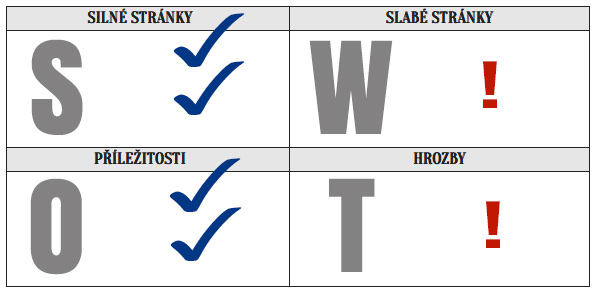 SILNÉ STRÁNKY
SLABÉ STRÁNKY
S
W
!
PŘÍLEŽITOSTI
HROZBY
O
T
!